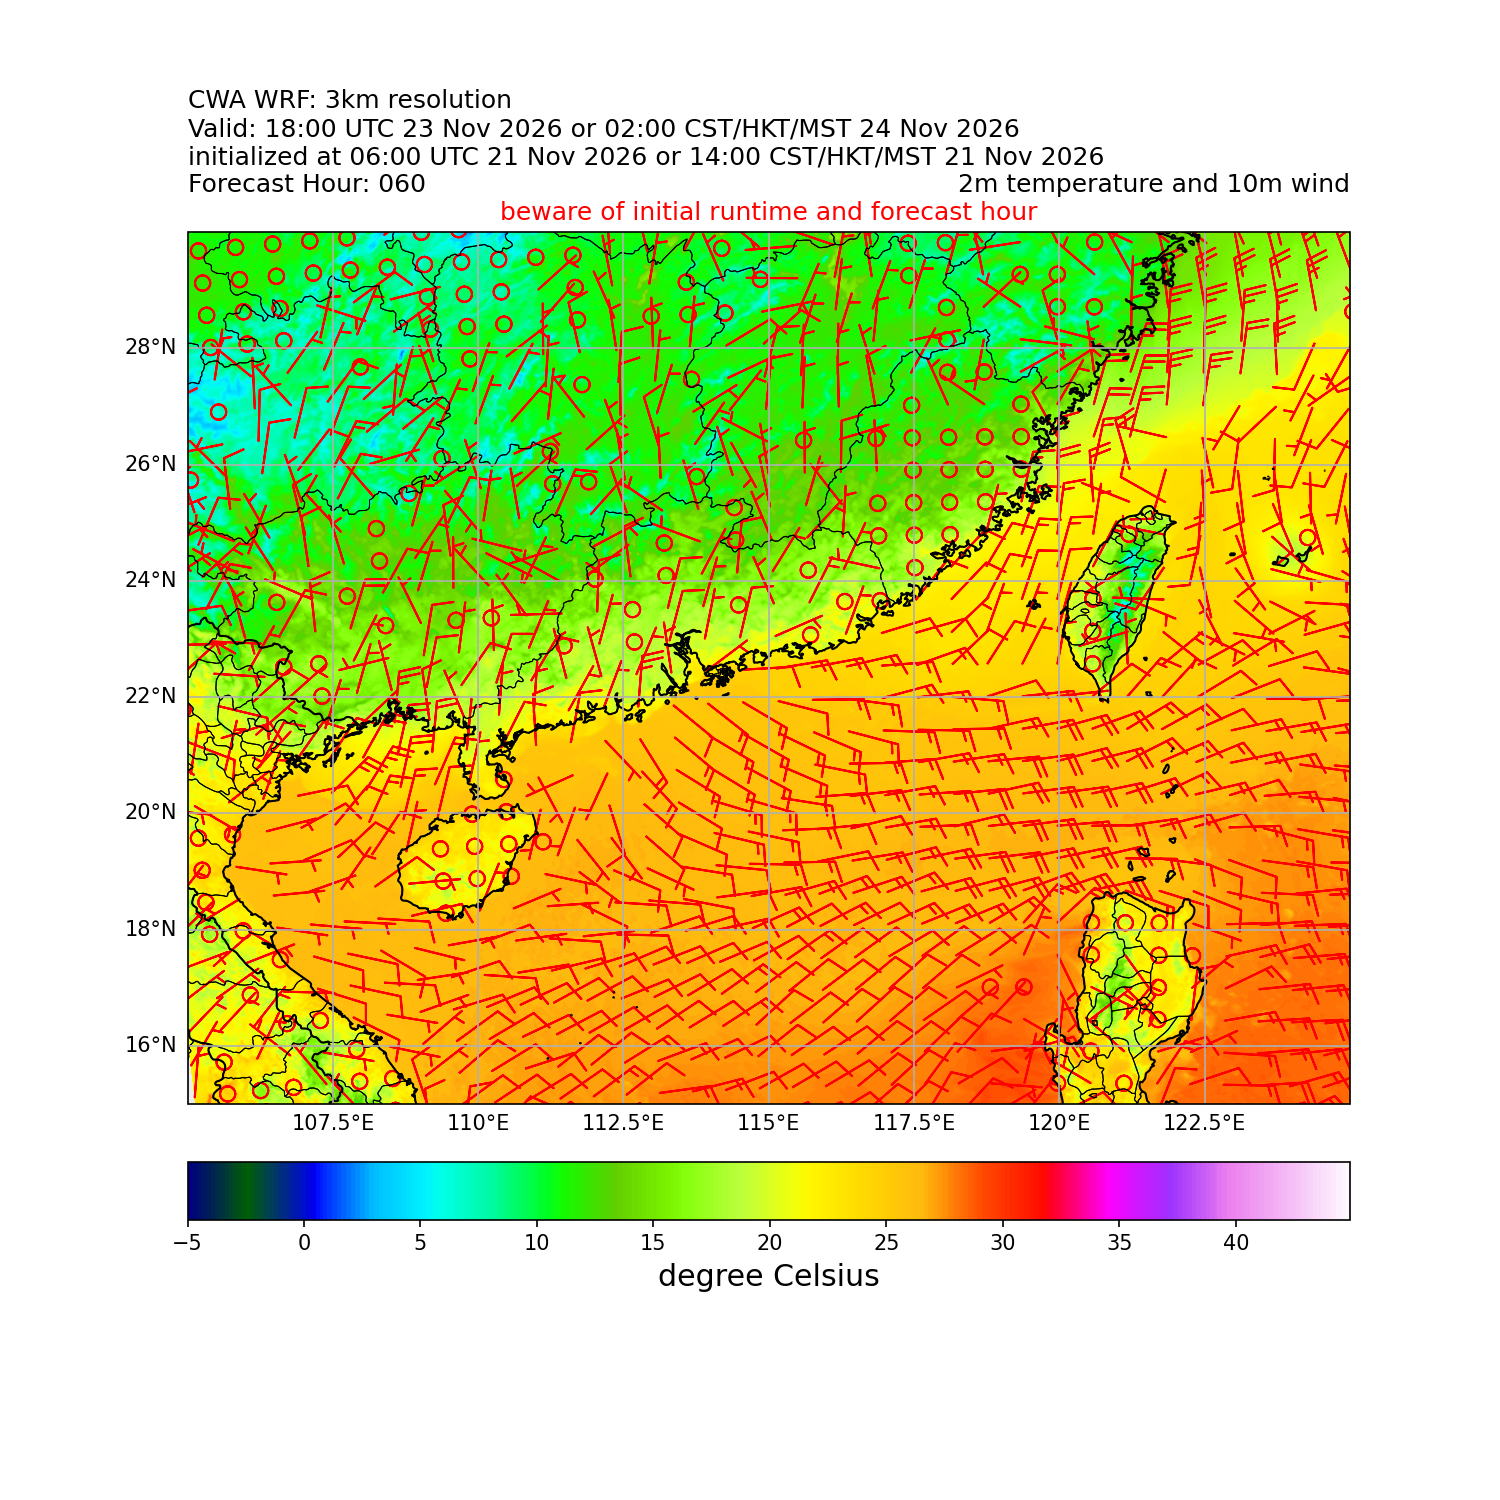 CWA WRF: 3km resolution
Valid: 18:00 UTC 23 Nov 2026 or 02:00 CST/HKT/MST 24 Nov 2026
initialized at 06:00 UTC 21 Nov 2026 or 14:00 CST/HKT/MST 21 Nov 2026
Forecast Hour: 060 2m temperature and 10m wind
beware of initial runtime and forecast hour
28°N
26°N
24°N
22°N
20°N
18°N
16°N
107.5°E 110°E 112.5°E 115°E 117.5°E 120°E 122.5°E
−5 0 5 10 15 20 25 30 35 40
degree Celsius